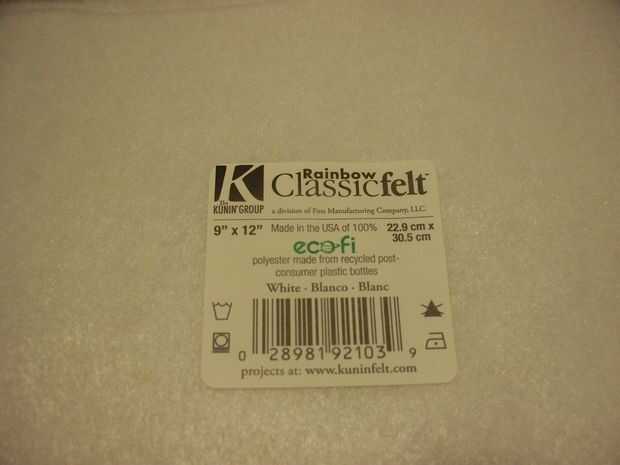 K
The
KUNIN GROUP
Rainbow
Classicfelt™
a division of Foss Manufacturing Company, LLC.
9” x 12”
Made in the USA of 100%
eco-fi
polyester made from recycled post-
consumer plastic bottles
22.9 cm x
30.5 cm
White - Blanco - Blanc
0 28981 92103 9
projects at: www.kuninfelt.com